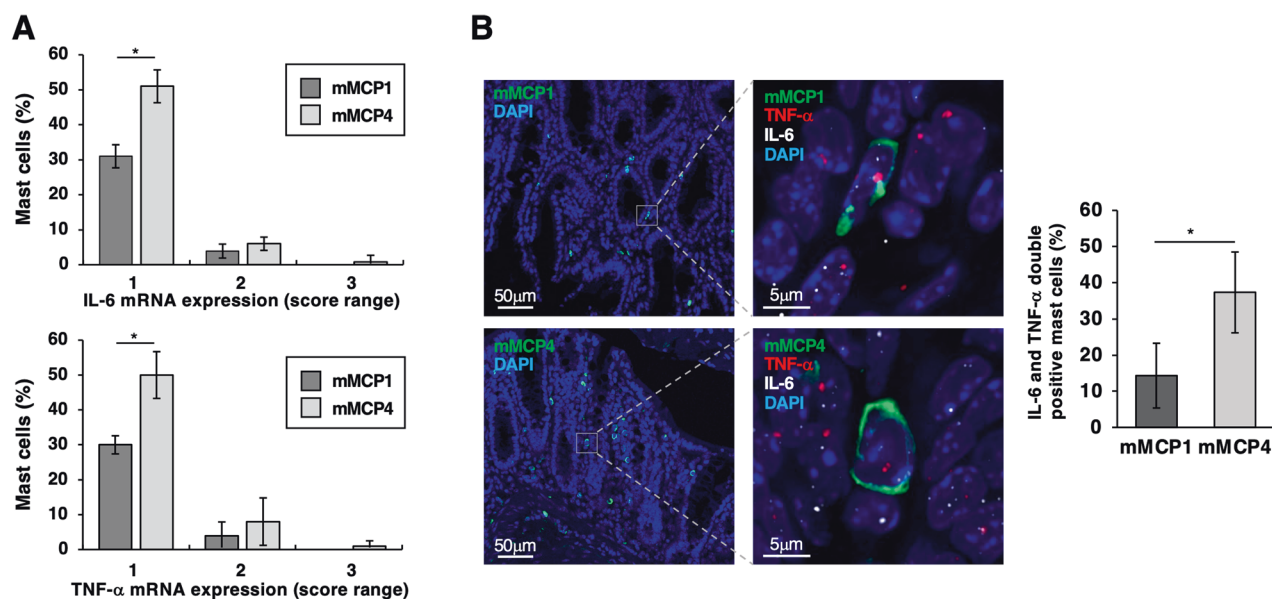 A
60
50
40
30
20
10
0
Mast cells (%)
*
mMCP1
mMCP4
1 2 3
IL-6 mRNA expression (score range)
60
50
40
30
20
10
0
Mast cells (%)
*
mMCP1
mMCP4
1 2 3
TNF-α mRNA expression (score range)
B
mMCP1
DAPI
50μm
mMCP1
TNF-α
IL-6
DAPI
5μm
mMCP4
DAPI
50μm
mMCP4
TNF-α
IL-6
DAPI
5μm
IL-6 and TNF-α double
positive mast cells (%)
60
50
40
30
20
10
0
*
mMCP1 mMCP4